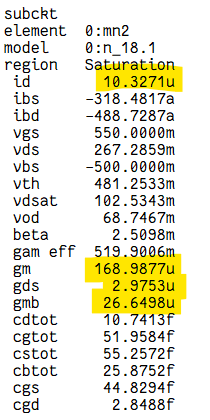 subckt
element 0:mn2
model 0:n_18.1
region Saturation
id 10.3271u
ibs -318.4817a
ibd -488.7287a
vgs 550.0000m
vds 267.2859m
vbs -500.0000m
vth 481.2533m
vdsat 102.5343m
vod 68.7467m
beta 2.5098m
gam eff 519.9006m
gm 168.9877u
gds 2.9753u
gmb 26.6498u
cdtot 10.7413f
cgtot 51.9584f
cstot 55.2572f
cbtot 25.8752f
cgs 44.8294f
cgd 2.8488f